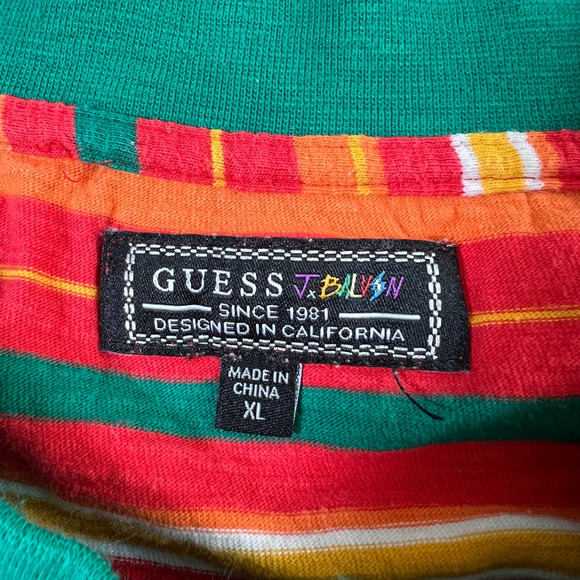 GUESS J x BALVIN
SINCE 1981
DESIGNED IN CALIFORNIA
MADE IN
CHINA
XL